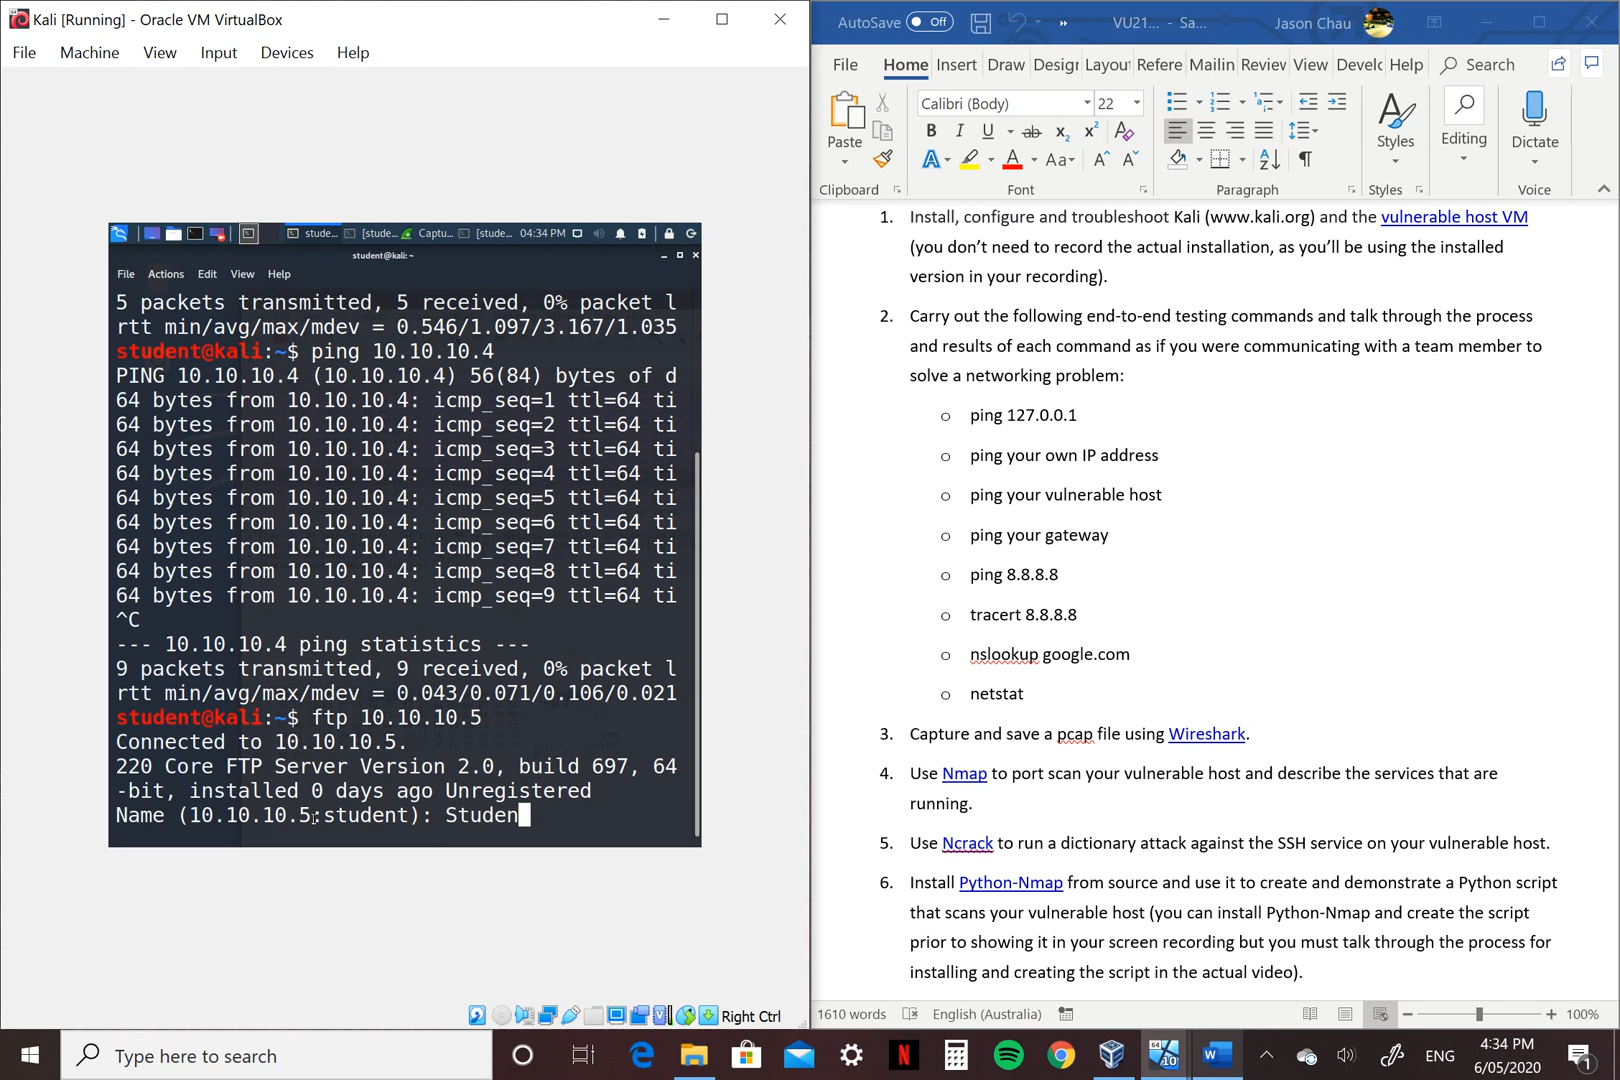 Kali [Running] - Oracle VM VirtualBox
File Machine View Input Devices Help
stude... [stude... Captu... [stude... 04:34 PM
student@kali: ~
File Actions Edit View Help
5 packets transmitted, 5 received, 0% packet l
rtt min/avg/max/mdev = 0.546/1.097/3.167/1.035
student@kali:~$ ping 10.10.10.4
PING 10.10.10.4 (10.10.10.4) 56(84) bytes of d
64 bytes from 10.10.10.4: icmp_seq=1 ttl=64 ti
64 bytes from 10.10.10.4: icmp_seq=2 ttl=64 ti
64 bytes from 10.10.10.4: icmp_seq=3 ttl=64 ti
64 bytes from 10.10.10.4: icmp_seq=4 ttl=64 ti
64 bytes from 10.10.10.4: icmp_seq=5 ttl=64 ti
64 bytes from 10.10.10.4: icmp_seq=6 ttl=64 ti
64 bytes from 10.10.10.4: icmp_seq=7 ttl=64 ti
64 bytes from 10.10.10.4: icmp_seq=8 ttl=64 ti
64 bytes from 10.10.10.4: icmp_seq=9 ttl=64 ti
^C
--- 10.10.10.4 ping statistics ---
9 packets transmitted, 9 received, 0% packet l
rtt min/avg/max/mdev = 0.043/0.071/0.106/0.021
student@kali:~$ ftp 10.10.10.5
Connected to 10.10.10.5.
220 Core FTP Server Version 2.0, build 697, 64
-bit, installed 0 days ago Unregistered
Name (10.10.10.5:student): Studen
Right Ctrl
AutoSave Off VU21... - Sa... Jason Chau
File Home Insert Draw Design Layou Refere Mailin Review View Develc Help Search
Calibri (Body) 22
Paste Styles Editing Dictate
Clipboard Font Paragraph Styles Voice
1. Install, configure and troubleshoot Kali (www.kali.org) and the vulnerable host VM
(you don't need to record the actual installation, as you'll be using the installed
version in your recording).
2. Carry out the following end-to-end testing commands and talk through the process
and results of each command as if you were communicating with a team member to
solve a networking problem:
o ping 127.0.0.1
o ping your own IP address
o ping your vulnerable host
o ping your gateway
o ping 8.8.8.8
o tracert 8.8.8.8
o nslookup google.com
o netstat
3. Capture and save a pcap file using Wireshark.
4. Use Nmap to port scan your vulnerable host and describe the services that are
running.
5. Use Ncrack to run a dictionary attack against the SSH service on your vulnerable host.
6. Install Python-Nmap from source and use it to create and demonstrate a Python script
that scans your vulnerable host (you can install Python-Nmap and create the script
prior to showing it in your screen recording but you must talk through the process for
installing and creating the script in the actual video).
1610 words English (Australia) 100%
Type here to search
ENG
4:34 PM
6/05/2020